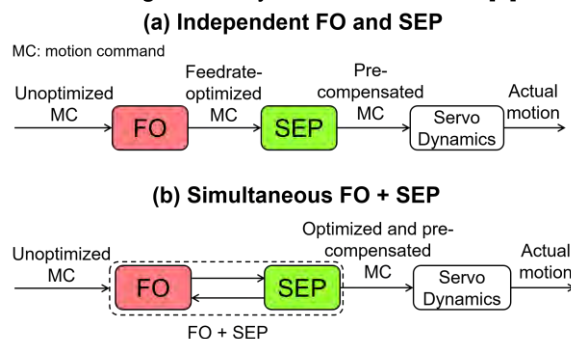 (a) Independent FO and SEP
MC: motion command
Unoptimized
MC
FO
Feedrate-
optimized
MC
SEP
Pre-
compensated
MC
Servo
Dynamics
Actual
motion
(b) Simultaneous FO + SEP
Unoptimized
MC
FO
SEP
FO + SEP
Optimized and pre-
compensated
MC
Servo
Dynamics
Actual
motion